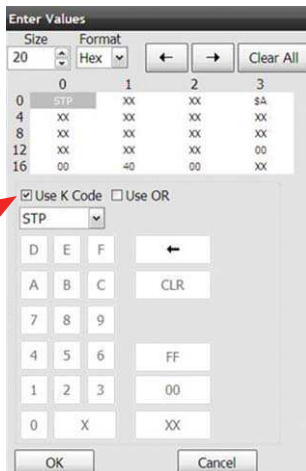 Enter Values
Size Format
20 Hex ← → Clear All
0 1 2 3
0 STP XX XX $A
4 XX XX XX XX
8 XX XX XX XX
12 XX XX XX 00
16 00 40 00 XX
Use K Code Use OR
STP
D E F ←
A B C CLR
7 8 9
4 5 6 FF
1 2 3 00
0 X XX
OK Cancel